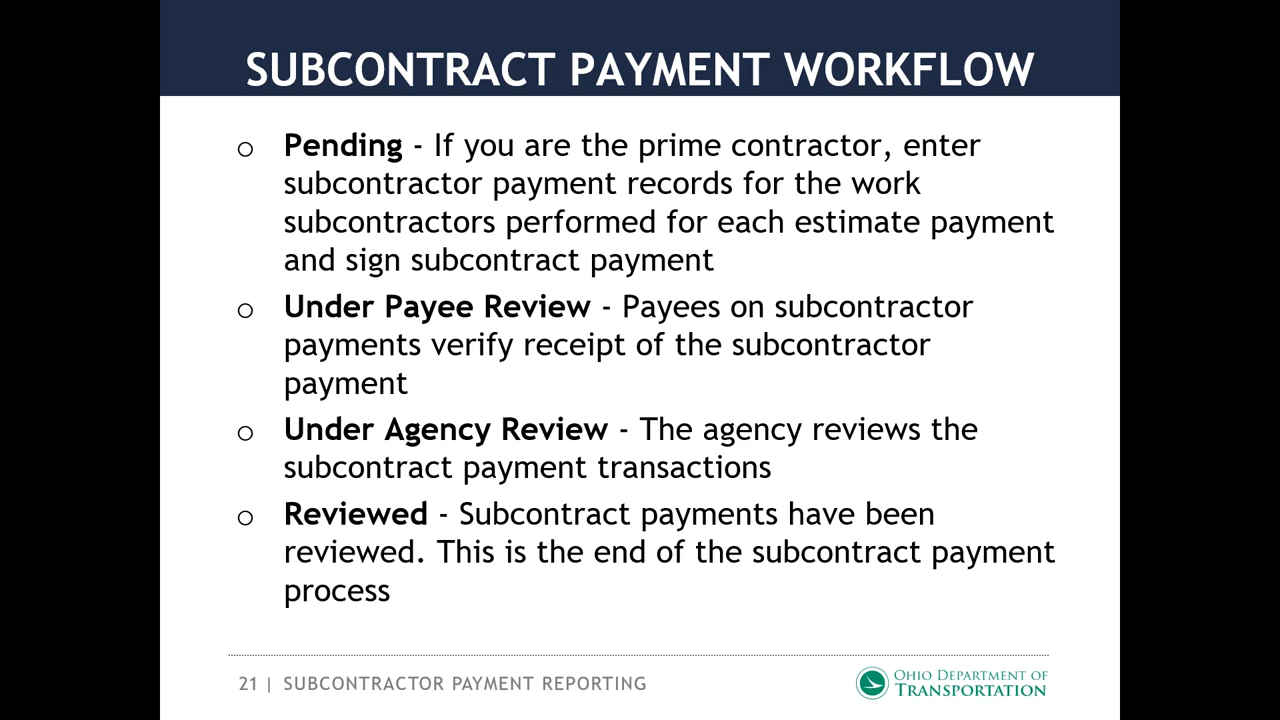 SUBCONTRACT PAYMENT WORKFLOW
Pending - If you are the prime contractor, enter
subcontractor payment records for the work
subcontractors performed for each estimate payment
and sign subcontract payment
Under Payee Review - Payees on subcontractor
payments verify receipt of the subcontractor
payment
Under Agency Review - The agency reviews the
subcontract payment transactions
Reviewed - Subcontract payments have been
reviewed. This is the end of the subcontract payment
process
21 | SUBCONTRACTOR PAYMENT REPORTING
OHIO DEPARTMENT OF
TRANSPORTATION